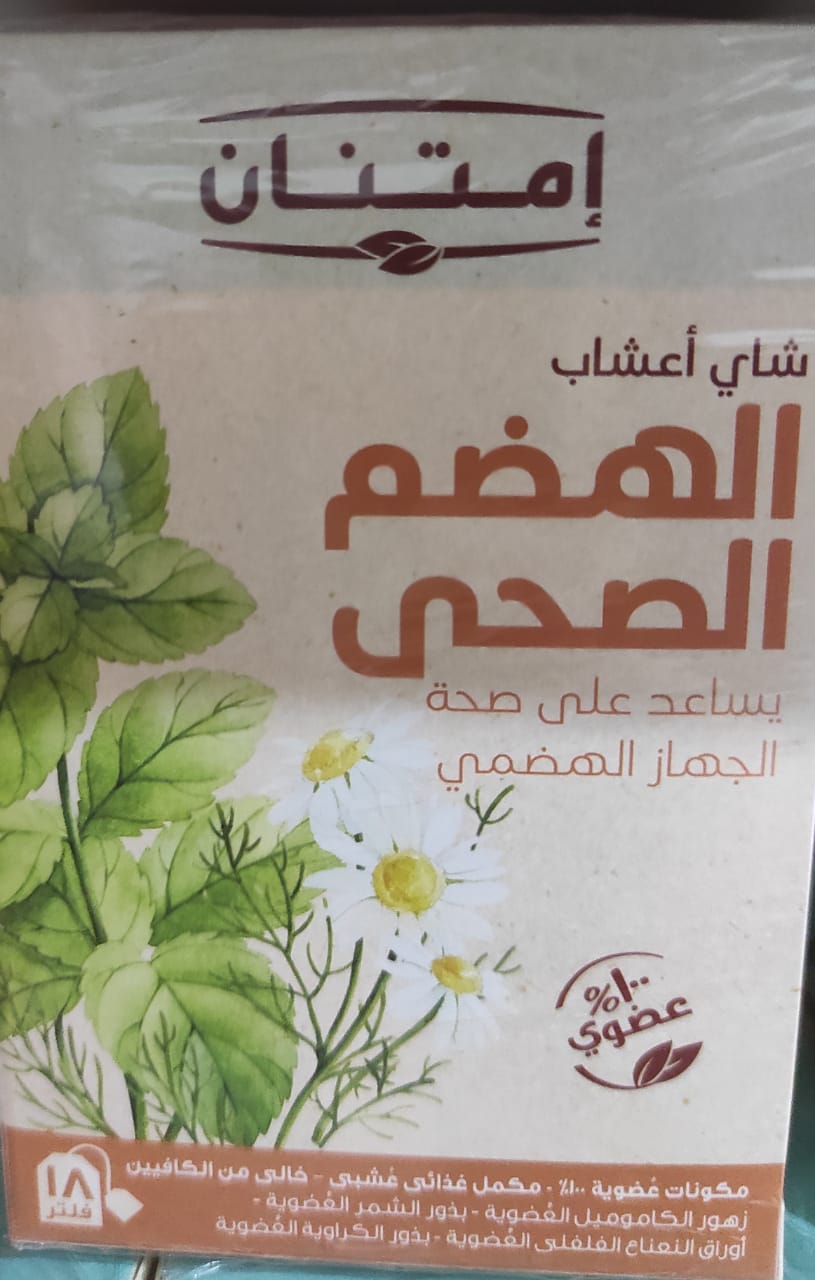 إمتنان
شاي أعشاب
الهضم
الصحى
يساعد على صحة
الجهاز الهضمي
١٠٠%
عضوي
مكونات عُضوية ١٠٠٪ - مكمل غذائى عُشبى - خالى من الكافيين
زهور الكاموميل العُضوية - بذور الشمر العُضوية -
أوراق النعناع الفلفلى العُضوية - بذور الكراوية العُضوية
١٨
فلتر